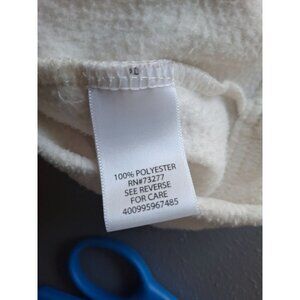 100% POLYESTER
RN#73277
SEE REVERSE
FOR CARE
400995967485